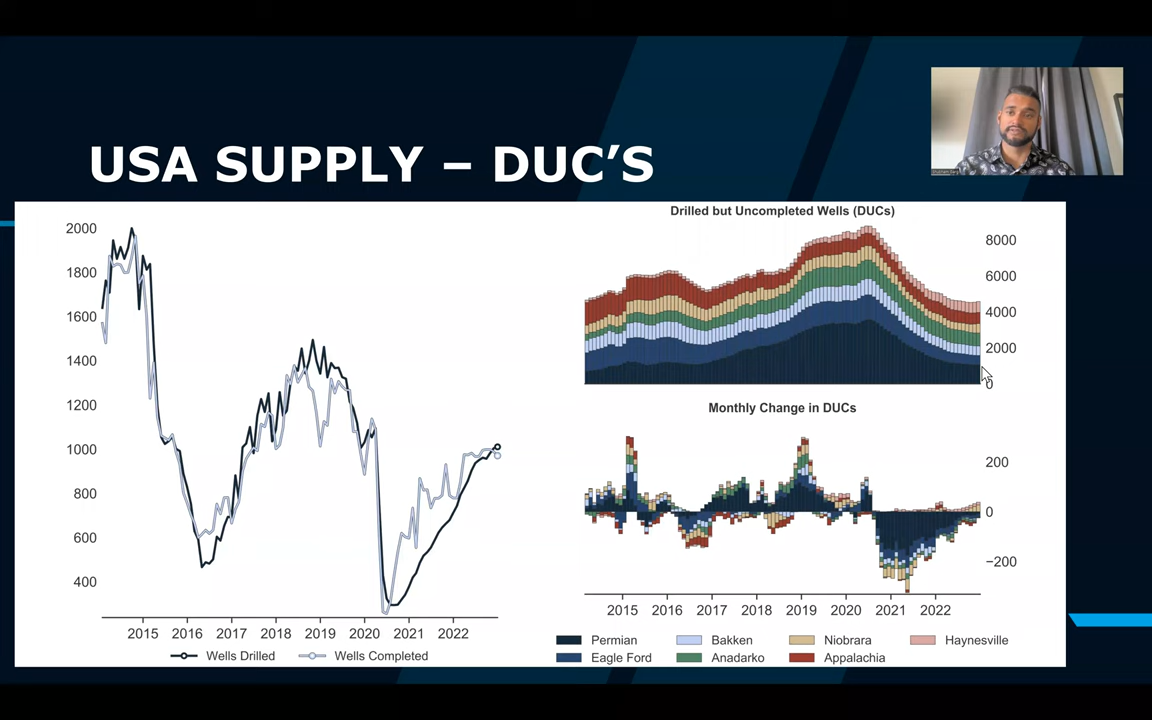 USA SUPPLY – DUC’S
2000
1800
1600
1400
1200
1000
800
600
400
2015 2016 2017 2018 2019 2020 2021 2022
Wells Drilled Wells Completed
Drilled but Uncompleted Wells (DUCs)
8000
6000
4000
2000
0
Monthly Change in DUCs
200
0
−200
2015 2016 2017 2018 2019 2020 2021 2022
Permian Bakken Niobrara Haynesville
Eagle Ford Anadarko Appalachia